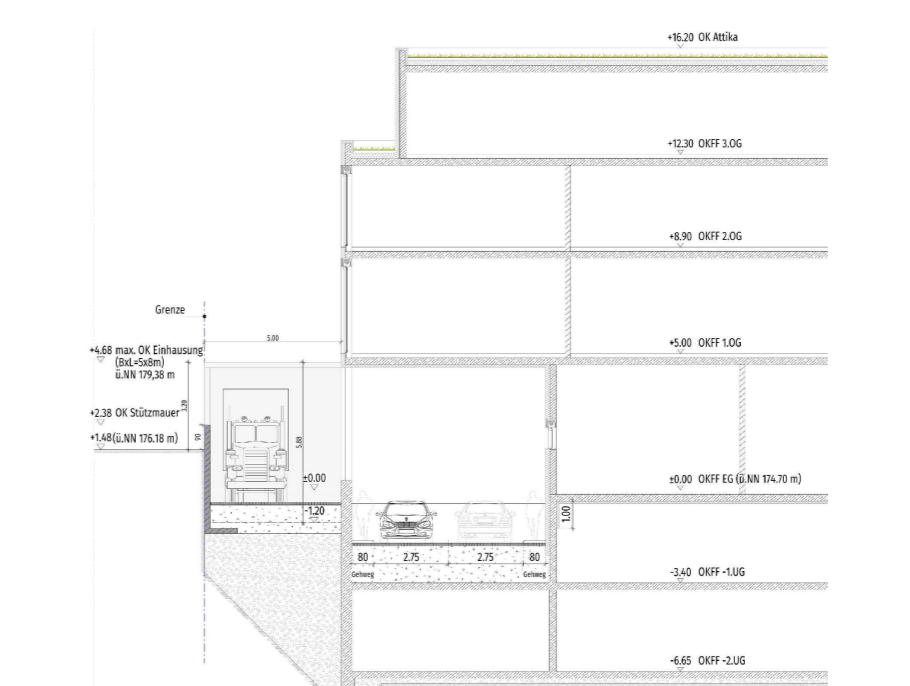 +16.20 OK Attika
+12.30 OKFF 3.OG
+8.90 OKFF 2.OG
Grenze
5.00
+5.00 OKFF 1.OG
+4.68 max. OK Einhausung
(BxL=5x8m)
ü.NN 179,38 m
3.20
+2.38 OK Stützmauer
90
5.88
+1.48 (ü.NN 176.18 m)
±0.00
±0.00 OKFF EG (ü.NN 174.70 m)
-1.20
1.00
80 2.75 2.75 80
Gehweg Gehweg
-3.40 OKFF -1.UG
-6.65 OKFF -2.UG